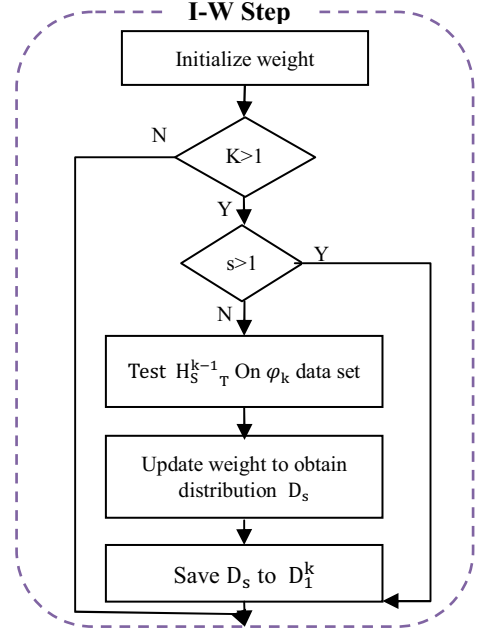 I-W Step
Initialize weight
N
K>1
Y
s>1
Y
N
Test H_S^{k−1}_T On φ_k data set
Update weight to obtain
distribution D_s
Save D_s to D_1^k